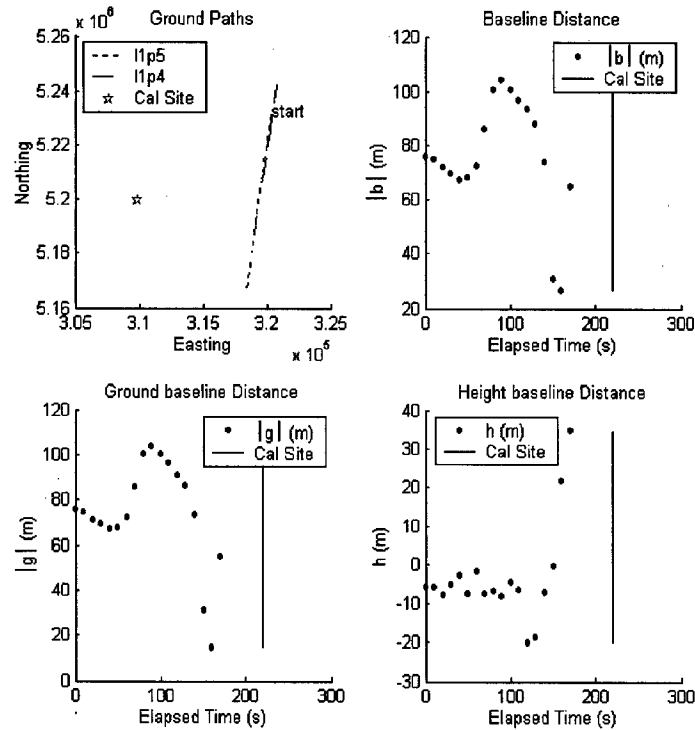 Ground Paths
x 10⁶
5.26
5.24
5.22
5.2
5.18
5.16
Northing
l1p5
l1p4
Cal Site
start
3.05 3.1 3.15 3.2 3.25
Easting
x 10⁵
Baseline Distance
120
100
80
60
40
20
|b| (m)
|b| (m)
Cal Site
0 100 200 300
Elapsed Time (s)
Ground baseline Distance
120
100
80
60
40
20
0
|g| (m)
|g| (m)
Cal Site
0 100 200 300
Elapsed Time (s)
Height baseline Distance
40
30
20
10
0
-10
-20
-30
h (m)
h (m)
Cal Site
0 100 200 300
Elapsed Time (s)